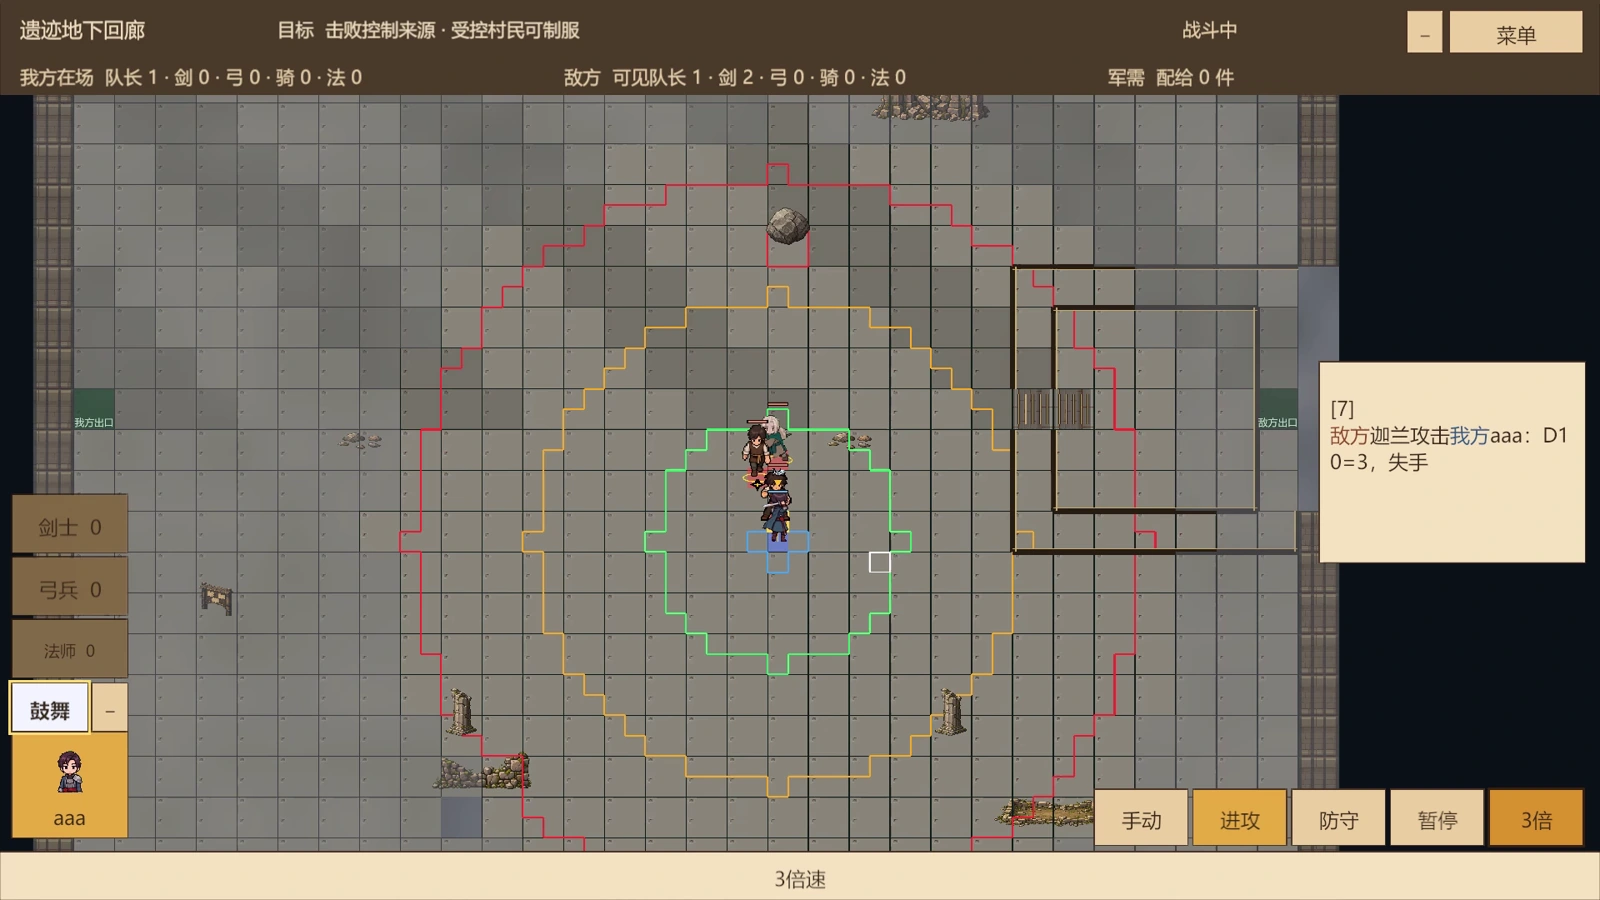 遗迹地下回廊
目标 击败控制来源 · 受控村民可制服
战斗中
–
菜单
我方在场 队长 1 · 剑 0 · 弓 0 · 骑 0 · 法 0
敌方 可见队长 1 · 剑 2 · 弓 0 · 骑 0 · 法 0
军需 配给 0 件
我方出口
敌方出口
[7]
敌方迦兰攻击我方aaa：D1
0=3，失手
剑士 0
弓兵 0
法师 0
鼓舞
–
aaa
手动
进攻
防守
暂停
3倍
3倍速